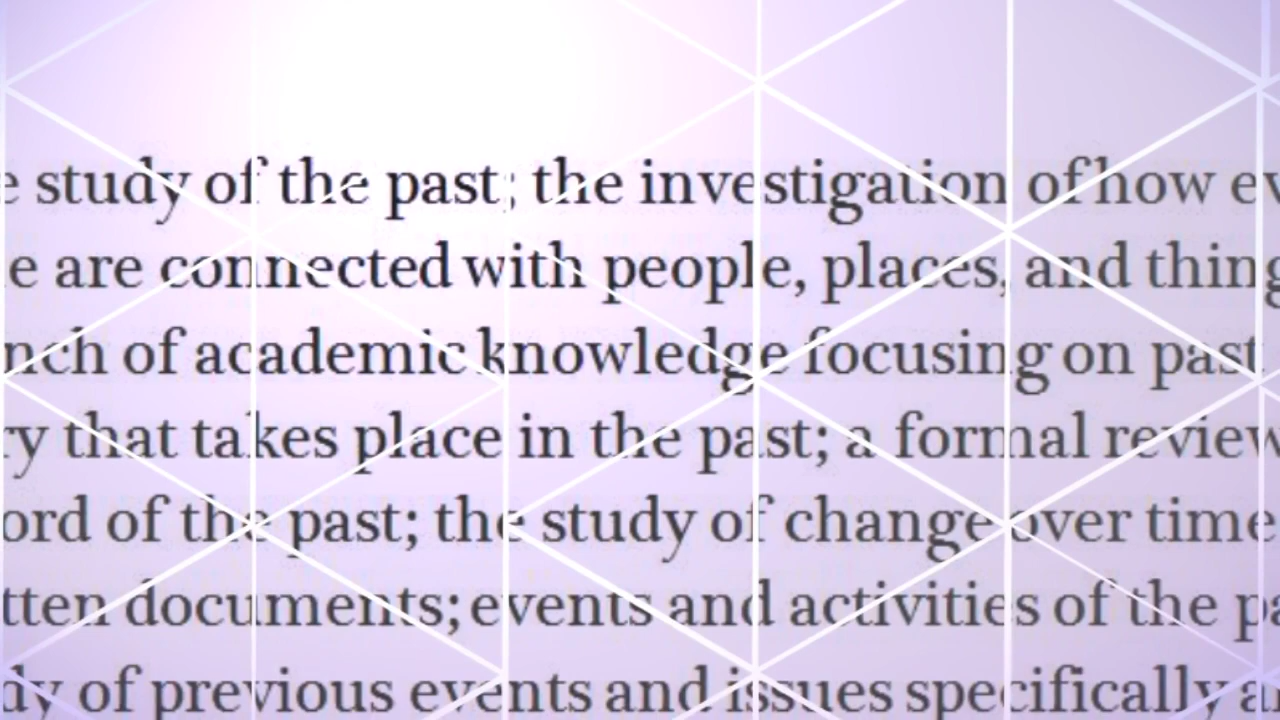 e study of the past; the investigation of how ev
e are connected with people, places, and thing
nch of academic knowledge focusing on past
ry that takes place in the past; a formal review
ord of the past; the study of change over time
tten documents; events and activities of the pa
dy of previous events and issues specifically a